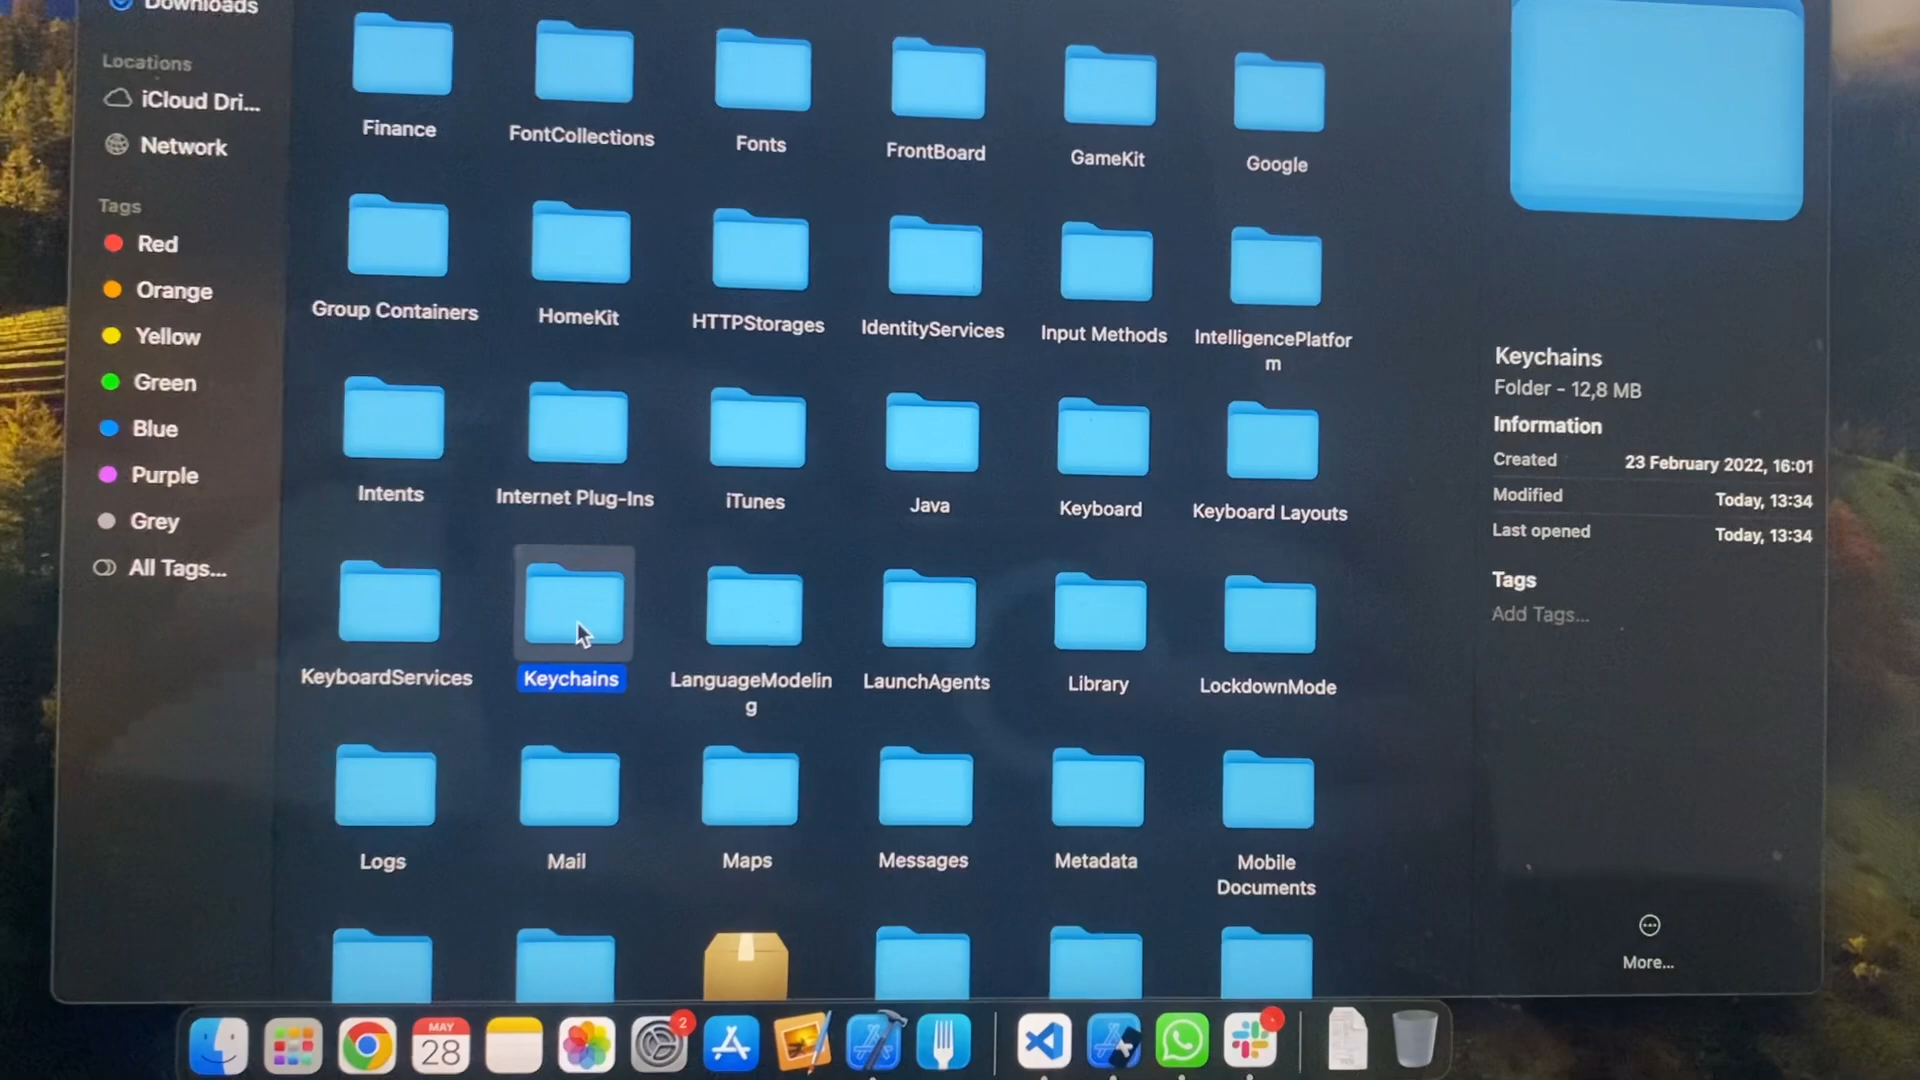 Downloads
Locations
iCloud Dri...
Network
Tags
Red
Orange
Yellow
Green
Blue
Purple
Grey
All Tags...
Finance
FontCollections
Fonts
FrontBoard
GameKit
Google
Group Containers
HomeKit
HTTPStorages
IdentityServices
Input Methods
IntelligencePlatfor
m
Intents
Internet Plug-Ins
iTunes
Java
Keyboard
Keyboard Layouts
KeyboardServices
Keychains
LanguageModelin
g
LaunchAgents
Library
LockdownMode
Logs
Mail
Maps
Messages
Metadata
Mobile
Documents
Keychains
Folder - 12,8 MB
Information
Created 23 February 2022, 16:01
Modified Today, 13:34
Last opened Today, 13:34
Tags
Add Tags...
More...
MAY
28
2